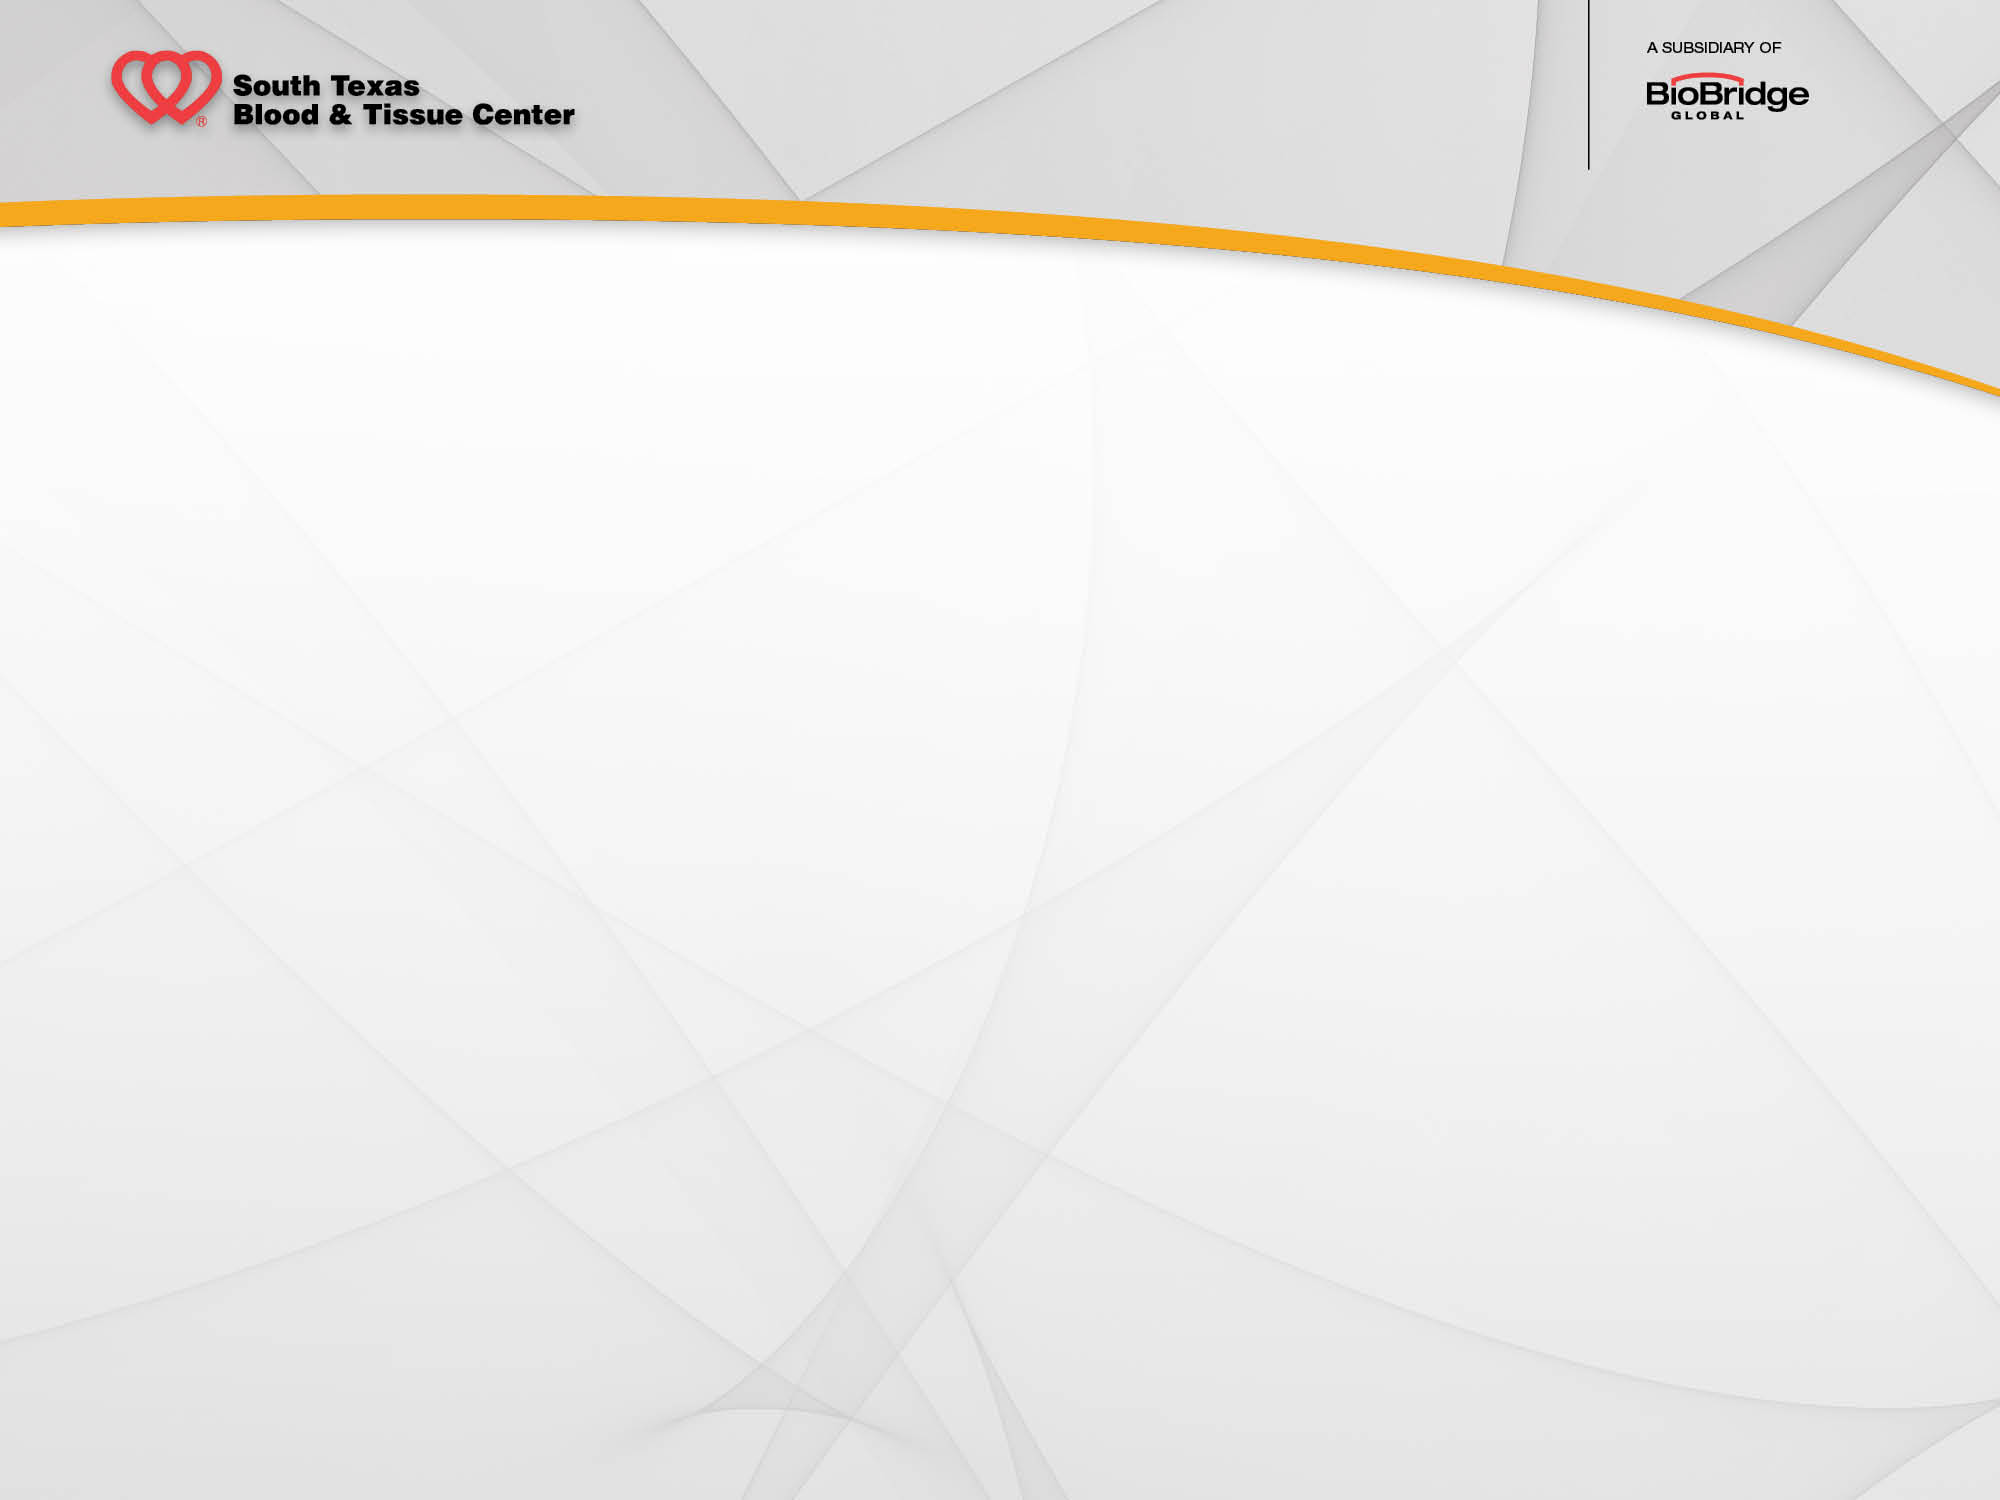 South Texas
Blood & Tissue Center
®
A SUBSIDIARY OF
BioBridge
GLOBAL